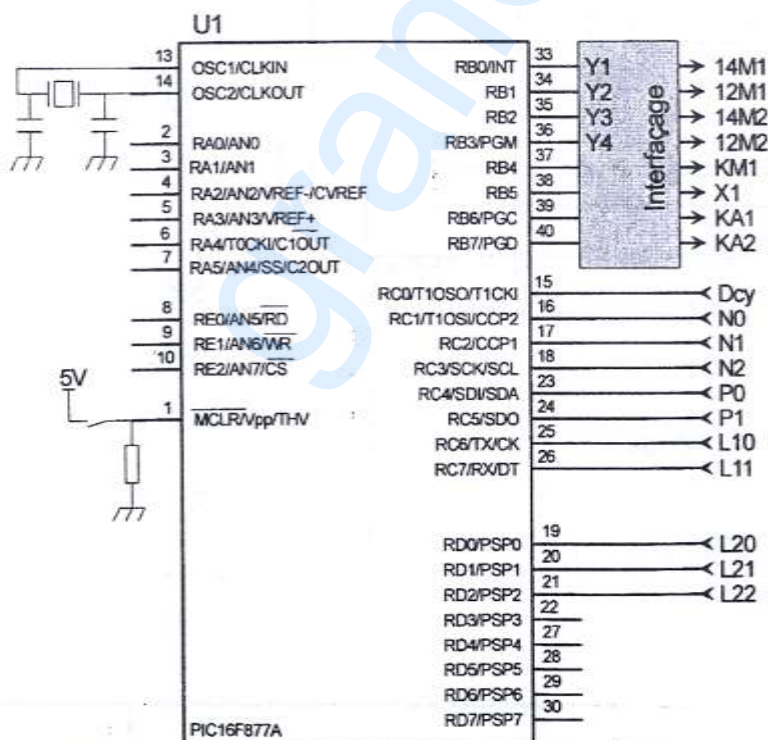 U1
13 OSC1/CLKIN
14 OSC2/CLKOUT
2 RA0/AN0
3 RA1/AN1
4 RA2/AN2/VREF-/CVREF
5 RA3/AN3/VREF+
6 RA4/T0CKI/C1OUT
7 RA5/AN4/SS/C2OUT
8 RE0/AN5/RD
9 RE1/AN6/WR
10 RE2/AN7/CS
5V
1 MCLR/Vpp/THV
RB0/INT 33 Y1 14M1
RB1 34 Y2 12M1
RB2 35 Y3 14M2
RB3/PGM 36 Y4 12M2
RB4 37 KM1
RB5 38 X1
RB6/PGC 39 KA1
RB7/PGD 40 KA2
Interfaçage
RC0/T1OSO/T1CKI 15 Dcy
RC1/T1OSI/CCP2 16 N0
RC2/CCP1 17 N1
RC3/SCK/SCL 18 N2
RC4/SDI/SDA 23 P0
RC5/SDO 24 P1
RC6/TX/CK 25 L10
RC7/RX/DT 26 L11
RD0/PSP0 19 L20
RD1/PSP1 20 L21
RD2/PSP2 21 L22
RD3/PSP3 22
RD4/PSP4 27
RD5/PSP5 28
RD6/PSP6 29
RD7/PSP7 30
PIC16F877A